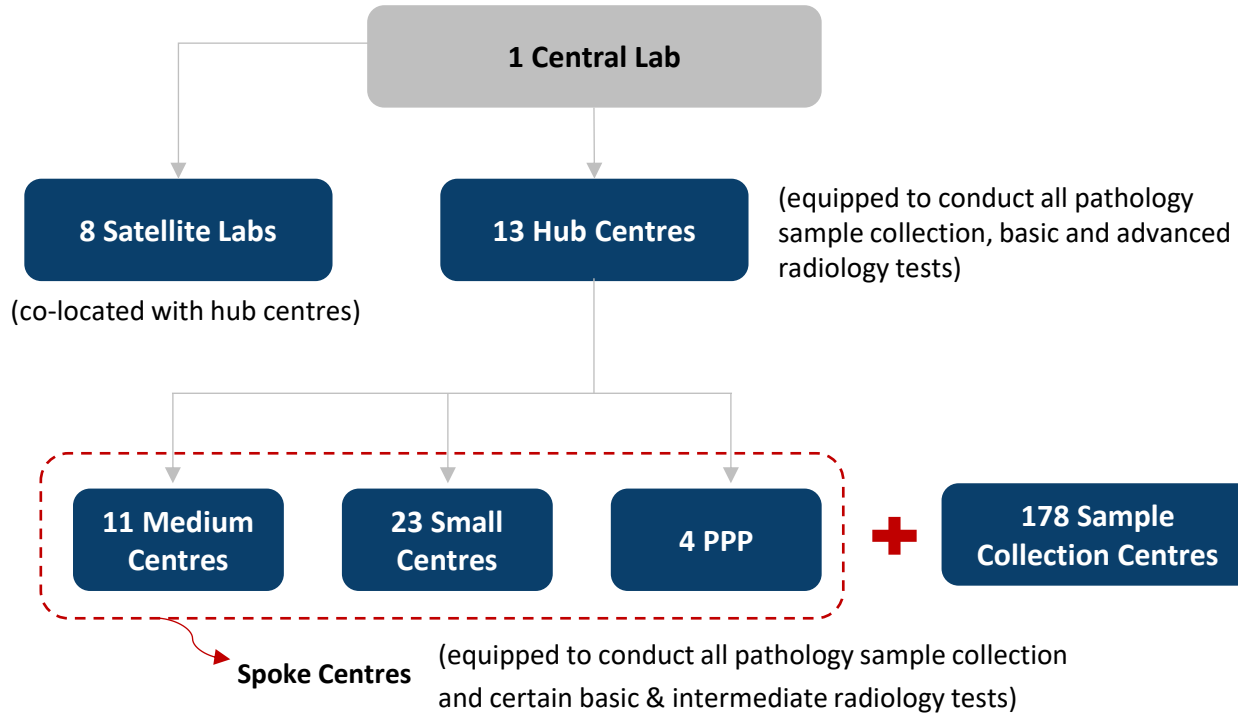 1 Central Lab
8 Satellite Labs
(co-located with hub centres)
13 Hub Centres
(equipped to conduct all pathology
sample collection, basic and advanced
radiology tests)
11 Medium
Centres
23 Small
Centres
4 PPP
178 Sample
Collection Centres
Spoke Centres
(equipped to conduct all pathology sample collection
and certain basic & intermediate radiology tests)